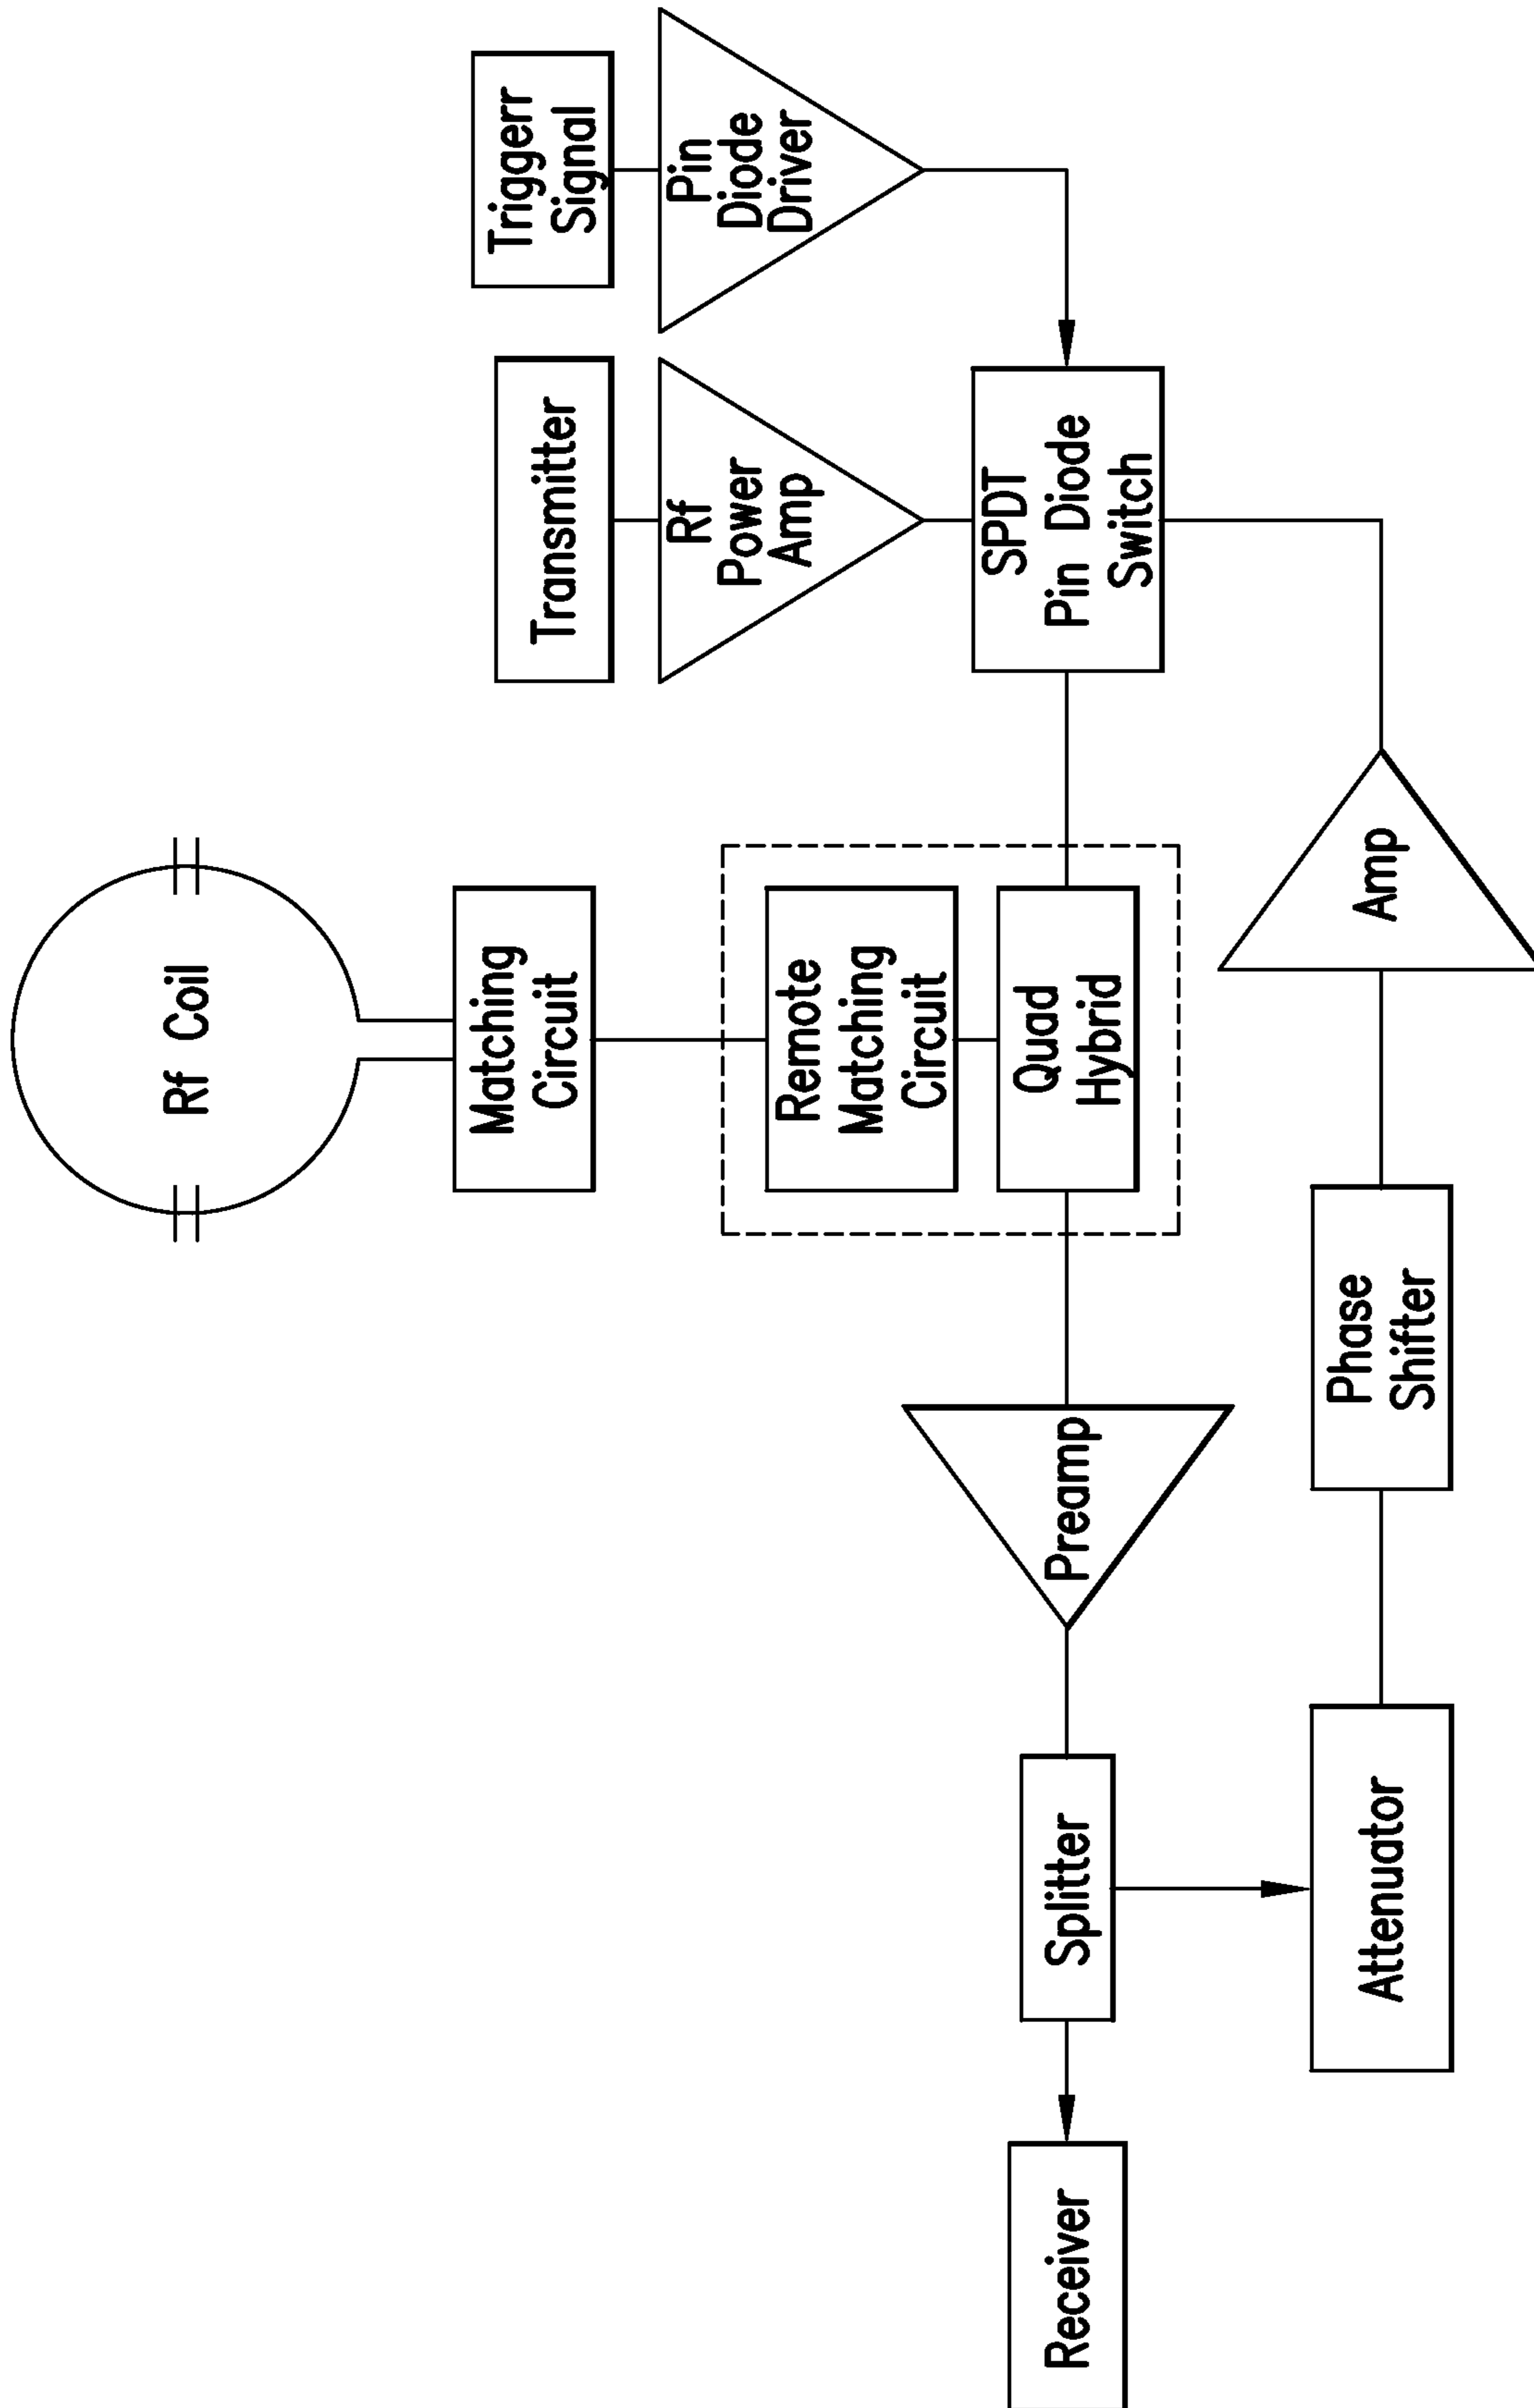 Rf Coil
Matching
Circuit
Remote
Matching
Circuit
Quad
Hybrid
Transmitter
Rf
Power
Amp
Triggerr
Signal
Pin
Diode
Driver
SPDT
Pin Diode
Switch
Receiver
Splitter
Preamp
Attenuator
Phase
Shifter
Amp